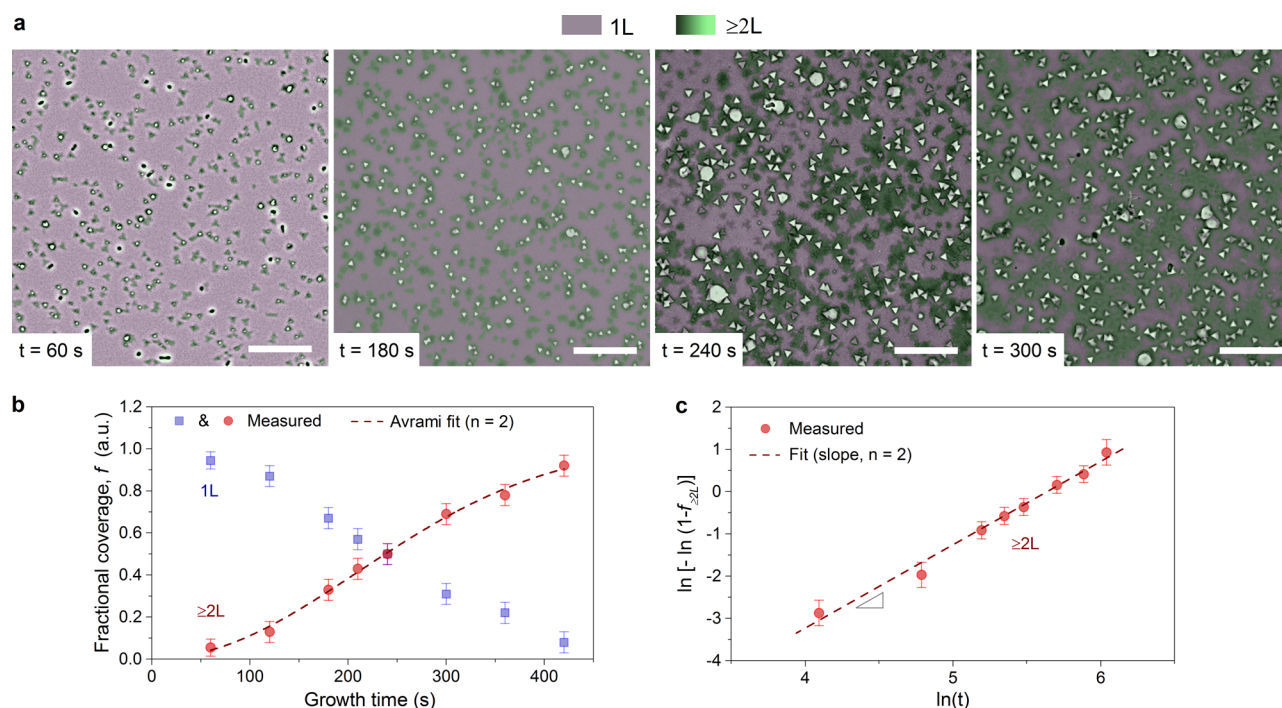 a
1L
≥2L
t = 60 s
t = 180 s
t = 240 s
t = 300 s
b
& Measured
Avrami fit (n = 2)
1L
≥2L
Fractional coverage, f (a.u.)
1.2
1.0
0.8
0.6
0.4
0.2
0.0
0
100
200
300
400
Growth time (s)
c
Measured
Fit (slope, n = 2)
≥2L
ln [- ln (1-f≥2L)]
2
1
0
-1
-2
-3
-4
4
5
6
ln(t)